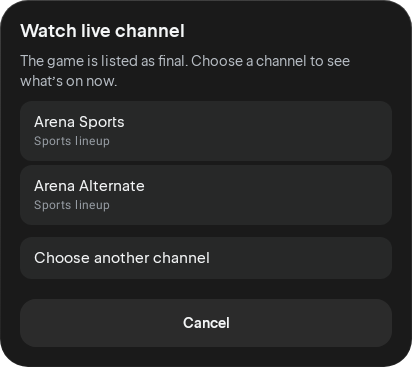 Watch live channel
The game is listed as final. Choose a channel to see
what's on now.
Arena Sports
Sports lineup
Arena Alternate
Sports lineup
Choose another channel
Cancel